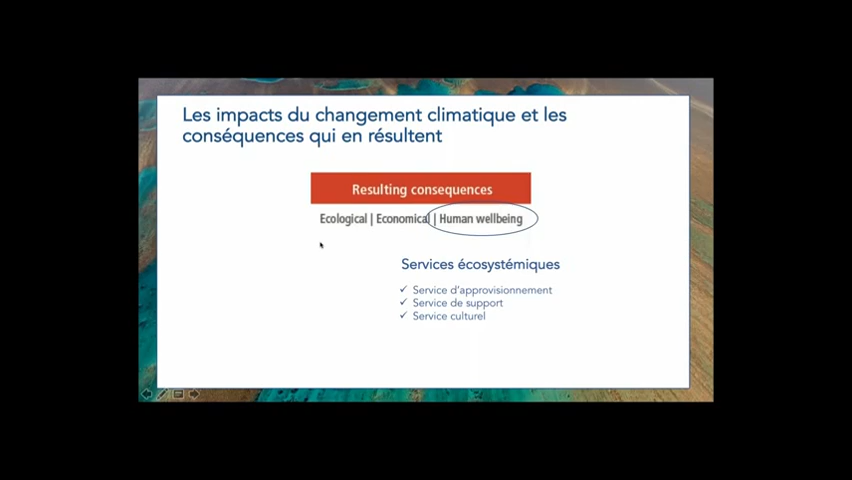 Les impacts du changement climatique et les
conséquences qui en résultent
Resulting consequences
Ecological | Economical | Human wellbeing
Services écosystémiques
✓ Service d'approvisionnement
✓ Service de support
✓ Service culturel